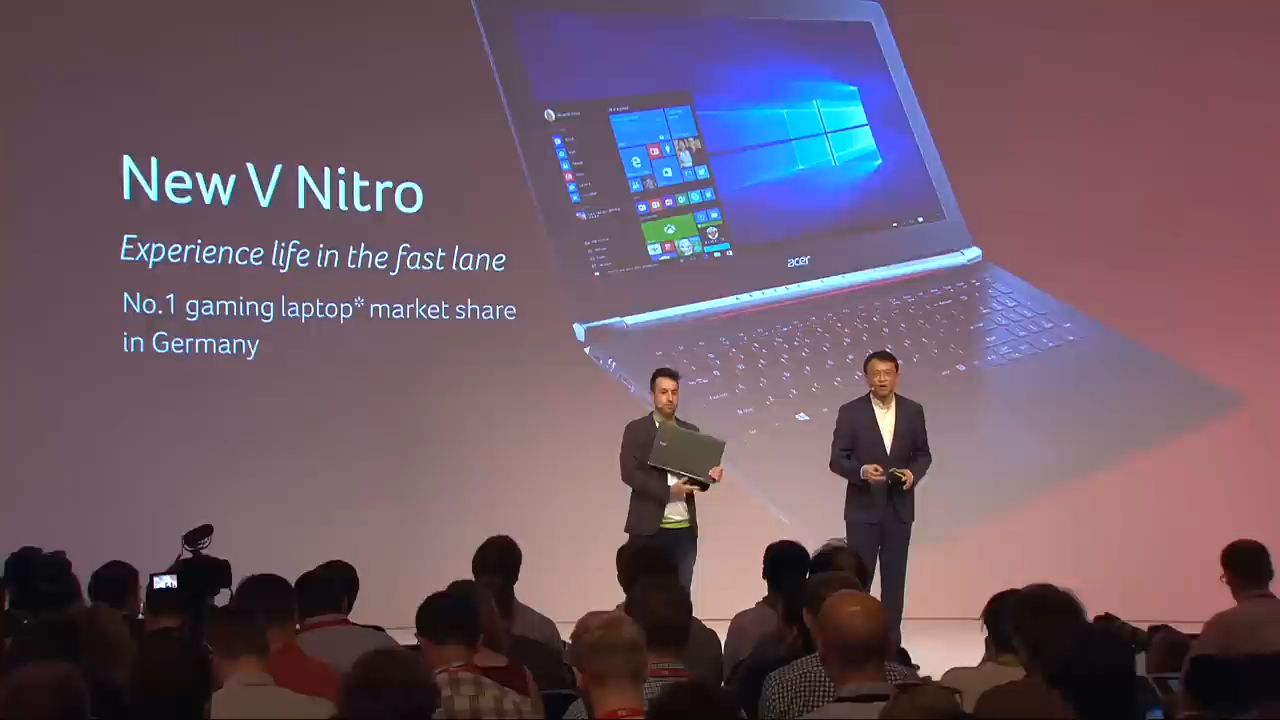 New V Nitro
Experience life in the fast lane
No.1 gaming laptop* market share
in Germany
acer